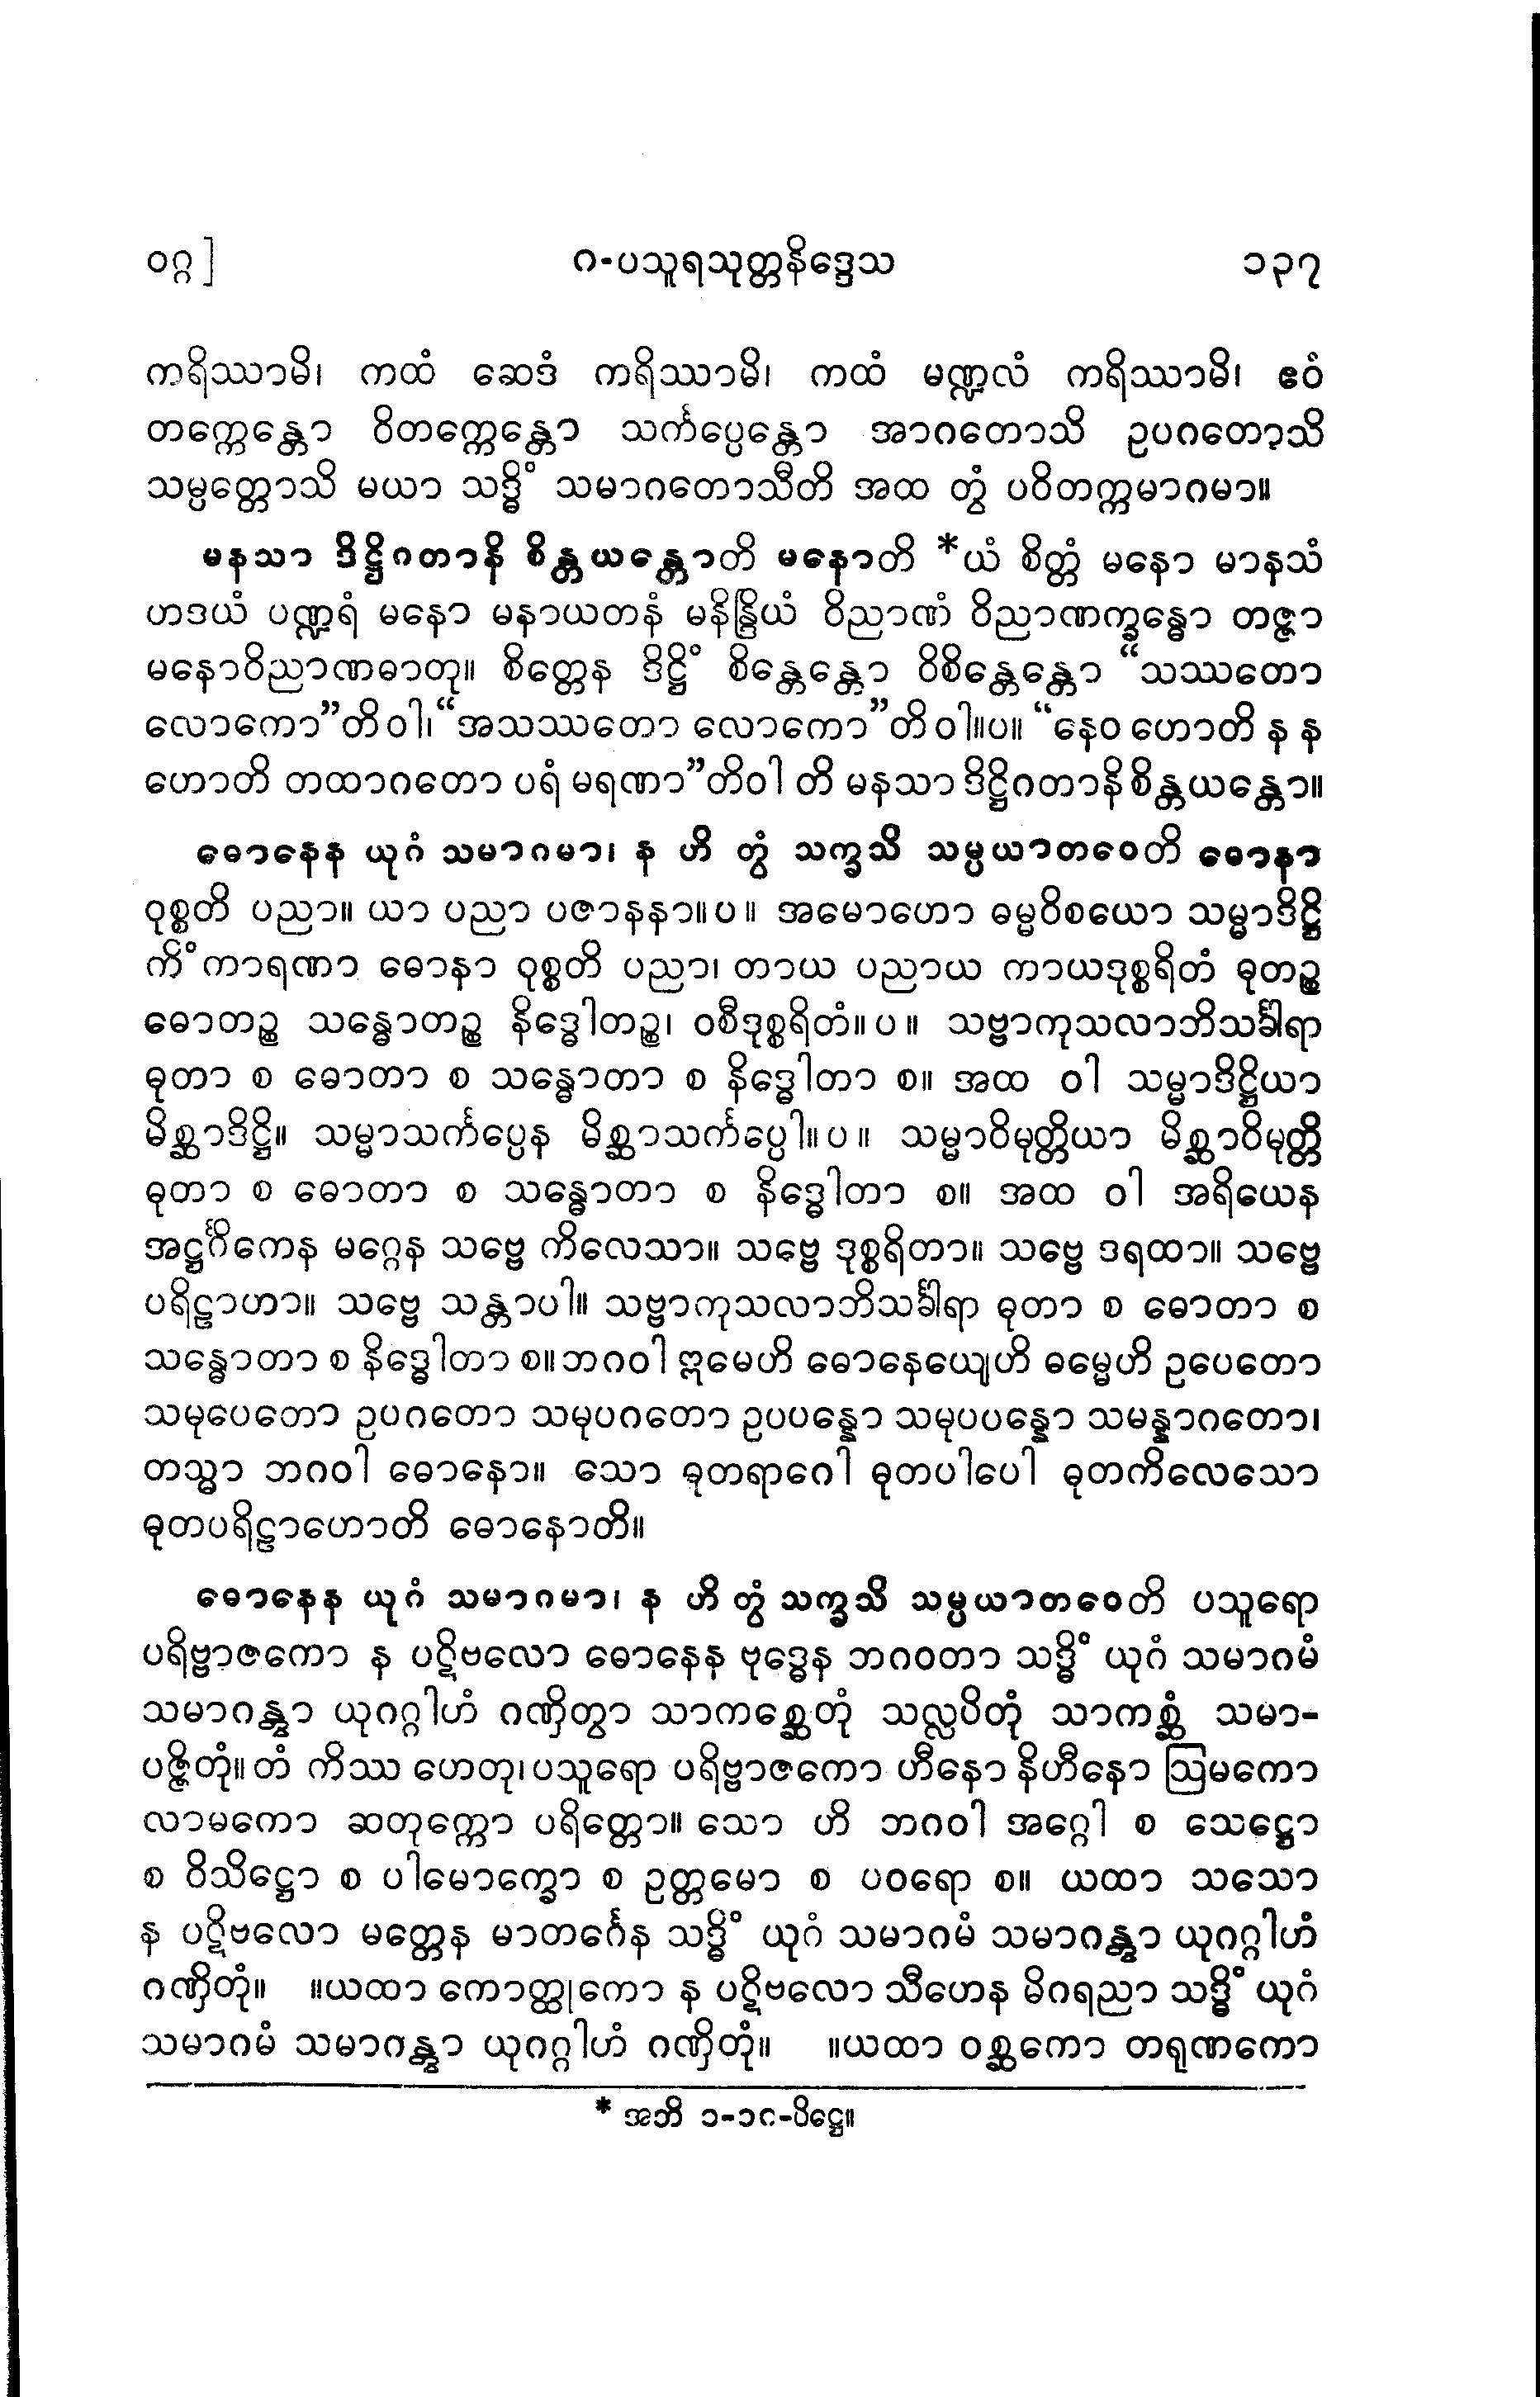 ဝဂ္ဂ] ဂ-ပသူရသုတ္တနိဒ္ဒေသ ၁၃၇
ကရိဿာမိ၊ ကထံ ဆေဒံ ကရိဿာမိ၊ ကထံ မဏ္ဍလံ ကရိဿာမိ၊ ဧဝံ
တက္ကေန္တော ဝိတက္ကေန္တော သင်္ကပ္ပေန္တော အာဂတောသိ ဥပဂတောသိ
သမ္ပတ္တောသိ မယာ သဒ္ဓိံ သမာဂတောသီတိ အထ တွံ ပဝိတက္ကမာဂမာ။
မနသာ ဒိဋ္ဌိဂတာနိ စိန္တယန္တောတိ မနောတိ *ယံ စိတ္တံ မနော မာနသံ
ဟဒယံ ပဏ္ဍရံ မနော မနာယတနံ မနိန္ဒြိယံ ဝိညာဏံ ဝိညာဏက္ခန္ဓော တဇ္ဇာ
မနောဝိညာဏဓာတု။ စိတ္တေန ဒိဋ္ဌိံ စိန္တေန္တော ဝိစိန္တေန္တော “သဿတော
လောကော”တိ ဝါ၊ “အသဿတော လောကော”တိ ဝါ။ပ။ “နေဝ ဟောတိ န န
ဟောတိ တထာဂတော ပရံ မရဏာ”တိဝါ တိ မနသာ ဒိဋ္ဌိဂတာနိ စိန္တယန္တော။
ဓောနေန ယုဂံ သမာဂမာ၊ န ဟိ တွံ သက္ခသိ သမ္ပယာတဝေတိ ဓောနာ
ဝုစ္စတိ ပညာ။ ယာ ပညာ ပဇာနနာ။ပ။ အမောဟော ဓမ္မဝိစယော သမ္မာဒိဋ္ဌိ
ကိံ ကာရဏာ ဓောနာ ဝုစ္စတိ ပညာ၊ တာယ ပညာယ ကာယဒုစ္စရိတံ ဓုတဉ္စ
ဓောတဉ္စ သန္ဓောတဉ္စ နိဒ္ဓေါတဉ္စ၊ ဝစီဒုစ္စရိတံ။ပ။ သဗ္ဗာကုသလာဘိသင်္ခါရာ
ဓုတာ စ ဓောတာ စ သန္ဓောတာ စ နိဒ္ဓေါတာ စ။ အထ ဝါ သမ္မာဒိဋ္ဌိယာ
မိစ္ဆာဒိဋ္ဌိ။ သမ္မာသင်္ကပ္ပေန မိစ္ဆာသင်္ကပ္ပေါ။ပ။ သမ္မာဝိမုတ္တိယာ မိစ္ဆာဝိမုတ္တိ
ဓုတာ စ ဓောတာ စ သန္ဓောတာ စ နိဒ္ဓေါတာ စ။ အထ ဝါ အရိယေန
အဋ္ဌင်္ဂိကေန မဂ္ဂေန သဗ္ဗေ ကိလေသာ။ သဗ္ဗေ ဒုစ္စရိတာ။ သဗ္ဗေ ဒရထာ။ သဗ္ဗေ
ပရိဠာဟာ။ သဗ္ဗေ သန္တာပါ။ သဗ္ဗာကုသလာဘိသင်္ခါရာ ဓုတာ စ ဓောတာ စ
သန္ဓောတာ စ နိဒ္ဓေါတာ စ။ ဘဂဝါ ဣမေဟိ ဓောနေယျေဟိ ဓမ္မေဟိ ဥပေတော
သမုပေတော ဥပဂတော သမုပဂတော ဥပပန္နော သမုပပန္နော သမန္နာဂတော၊
တသ္မာ ဘဂဝါ ဓောနော။ သော ဓုတရာဂေါ ဓုတပါပေါ ဓုတကိလေသော
ဓုတပရိဠာဟောတိ ဓောနောတိ။
ဓောနေန ယုဂံ သမာဂမာ၊ န ဟိ တွံ သက္ခသိ သမ္ပယာတဝေတိ ပသူရော
ပရိဗ္ဗာဇကော န ပဋိဗလော ဓောနေန ဗုဒ္ဓေန ဘဂဝတာ သဒ္ဓိံ ယုဂံ သမာဂမံ
သမာဂန္တွာ ယုဂဂ္ဂါဟံ ဂဏှိတွာ သာကစ္ဆေတုံ သလ္လပိတုံ သာကစ္ဆံ သမာ-
ပဇ္ဇိတုံ။ တံ ကိဿ ဟေတု၊ ပသူရော ပရိဗ္ဗာဇကော ဟီနော နိဟီနော ဩမကော
လာမကော ဆတုက္ကော ပရိတ္တော။ သော ဟိ ဘဂဝါ အဂ္ဂေါ စ သေဋ္ဌော
စ ဝိသိဋ္ဌော စ ပါမောက္ခော စ ဥတ္တမော စ ပဝရော စ။ ယထာ သသော
န ပဋိဗလော မတ္တေန မာတင်္ဂေန သဒ္ဓိံ ယုဂံ သမာဂမံ သမာဂန္တွာ ယုဂဂ္ဂါဟံ
ဂဏှိတုံ။ ။ယထာ ကောတ္ထုကော န ပဋိဗလော သီဟေန မိဂရညာ သဒ္ဓိံ ယုဂံ
သမာဂမံ သမာဂန္တွာ ယုဂဂ္ဂါဟံ ဂဏှိတုံ။ ။ယထာ ဝစ္ဆကော တရုဏကော
* အဘိ ၁-၁၈-ပိဋ္ဌေ။